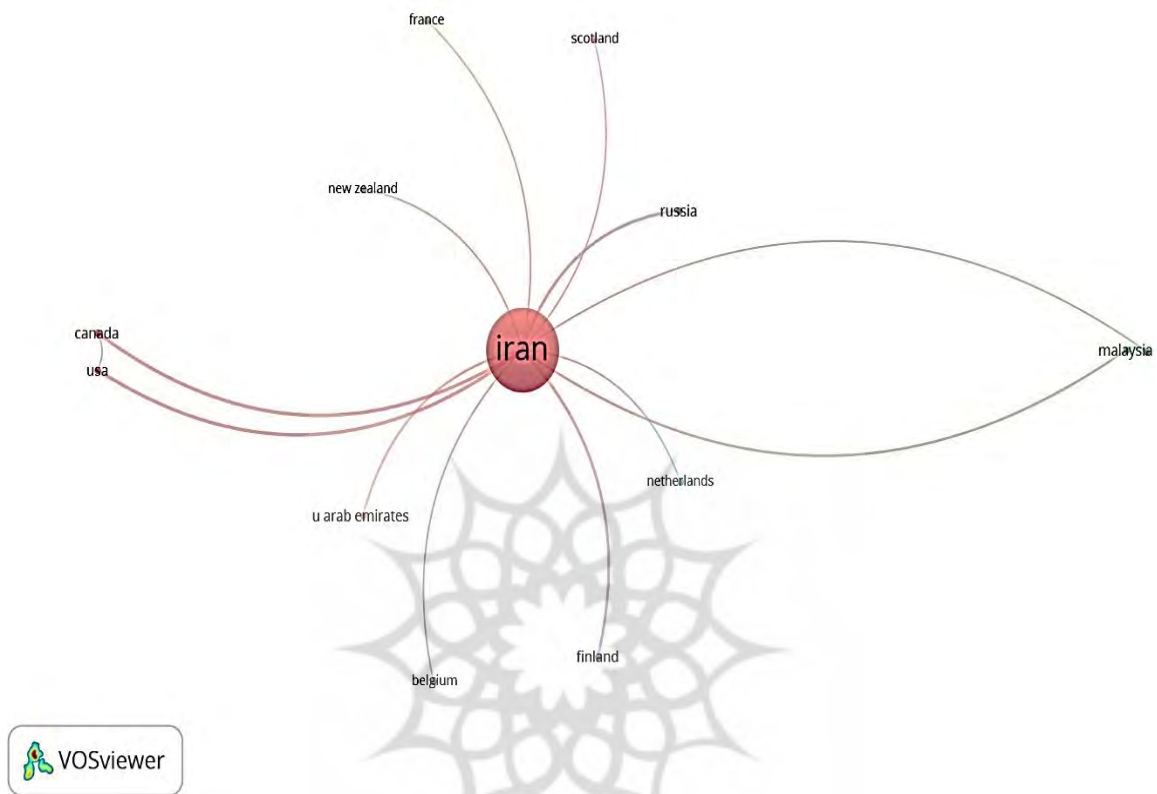 france
scotland
new zealand
russia
canada
iran
malaysia
usa
netherlands
u arab emirates
finland
belgium
VOSviewer